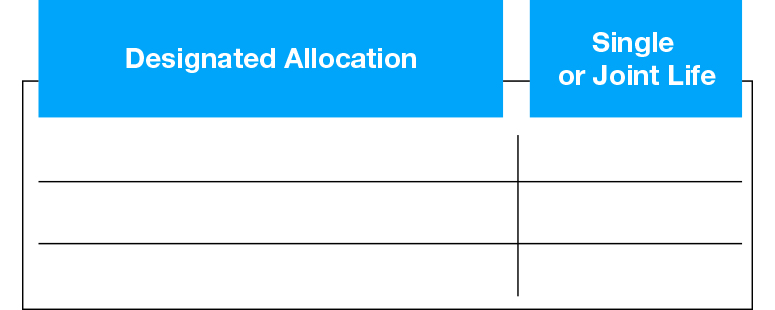 Designated Allocation
Single
or Joint Life